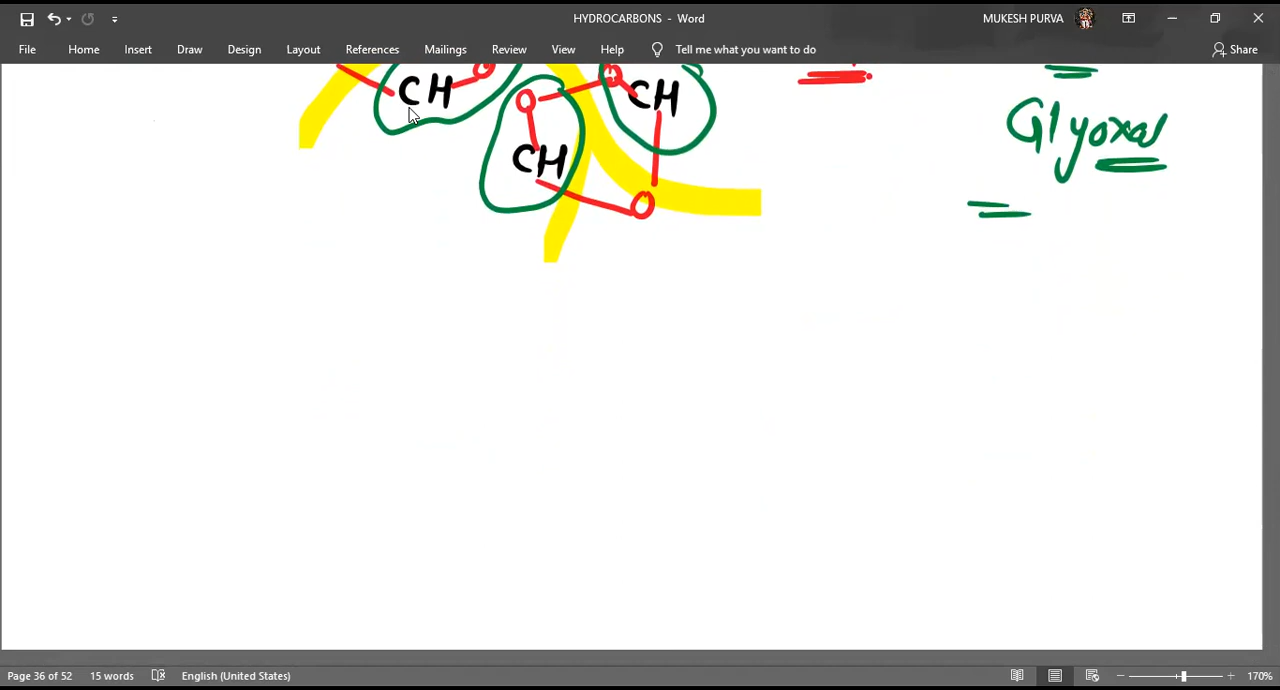 HYDROCARBONS - Word
MUKESH PURVA
File Home Insert Draw Design Layout References Mailings Review View Help Tell me what you want to do Share
CH O O CH
Glyoxal
CH
O
Page 36 of 52 15 words English (United States) 170%